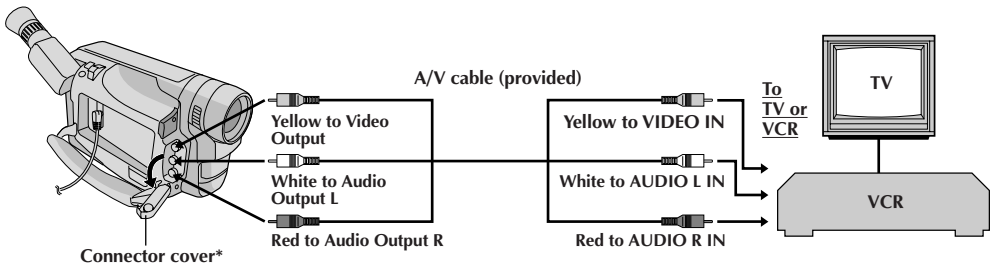 A/V cable (provided)
Yellow to Video
Output
White to Audio
Output L
Red to Audio Output R
Connector cover*
Yellow to VIDEO IN
White to AUDIO L IN
Red to AUDIO R IN
To
TV or
VCR
TV
VCR